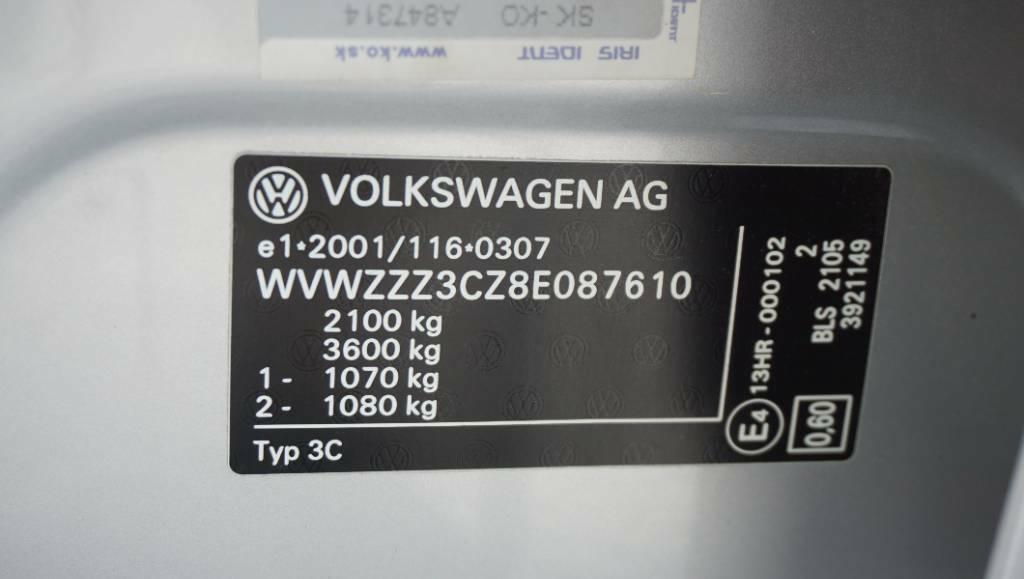 ident
SK-KO A847314
IRIS IDENT www.ko.sk
VOLKSWAGEN AG
e1*2001/116*0307
WVWZZZ3CZ8E087610
2100 kg
3600 kg
1 - 1070 kg
2 - 1080 kg
Typ 3C
E4 13HR-000102
2
BLS 2105
3921149
0,60